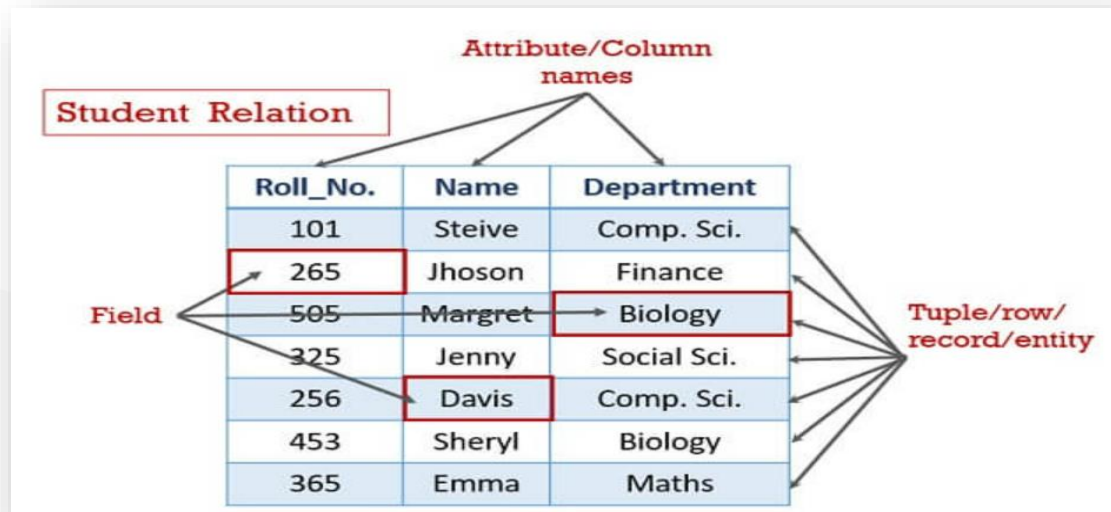 Attribute/Column
names
Student Relation
Roll_No. Name Department
101 Steive Comp. Sci.
265 Jhoson Finance
505 Margret Biology
325 Jenny Social Sci.
256 Davis Comp. Sci.
453 Sheryl Biology
365 Emma Maths
Field
Tuple/row/
record/entity